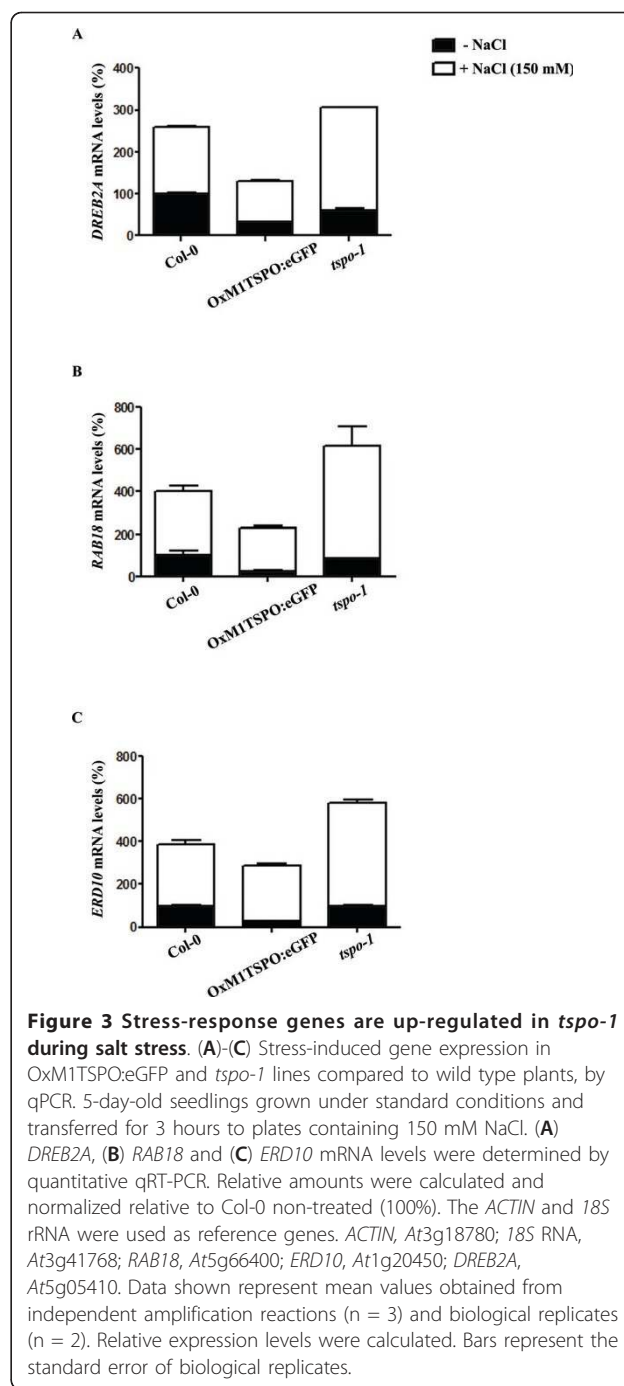 A
- NaCl
+ NaCl (150 mM)
DREB2A mRNA levels (%)
400
300
200
100
0
Col-0
OxM1TSPO:eGFP
tspo-1
B
RAB18 mRNA levels (%)
800
600
400
200
0
Col-0
OxM1TSPO:eGFP
tspo-1
C
ERD10 mRNA levels (%)
800
600
400
200
0
Col-0
OxM1TSPO:eGFP
tspo-1
Figure 3 Stress-response genes are up-regulated in tspo-1
during salt stress. (A)-(C) Stress-induced gene expression in
OxM1TSPO:eGFP and tspo-1 lines compared to wild type plants, by
qPCR. 5-day-old seedlings grown under standard conditions and
transferred for 3 hours to plates containing 150 mM NaCl. (A)
DREB2A, (B) RAB18 and (C) ERD10 mRNA levels were determined by
quantitative qRT-PCR. Relative amounts were calculated and
normalized relative to Col-0 non-treated (100%). The ACTIN and 18S
rRNA were used as reference genes. ACTIN, At3g18780; 18S RNA,
At3g41768; RAB18, At5g66400; ERD10, At1g20450; DREB2A,
At5g05410. Data shown represent mean values obtained from
independent amplification reactions (n = 3) and biological replicates
(n = 2). Relative expression levels were calculated. Bars represent the
standard error of biological replicates.